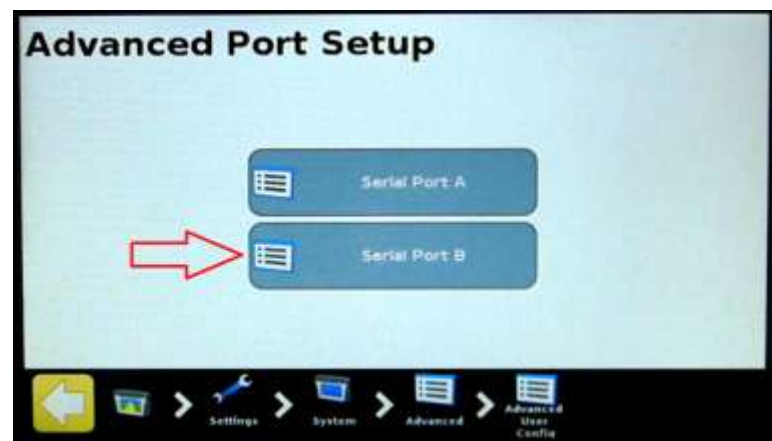 Advanced Port Setup
Serial Port A
Serial Port B
Settings
System
Advanced
Advanced
User
Config